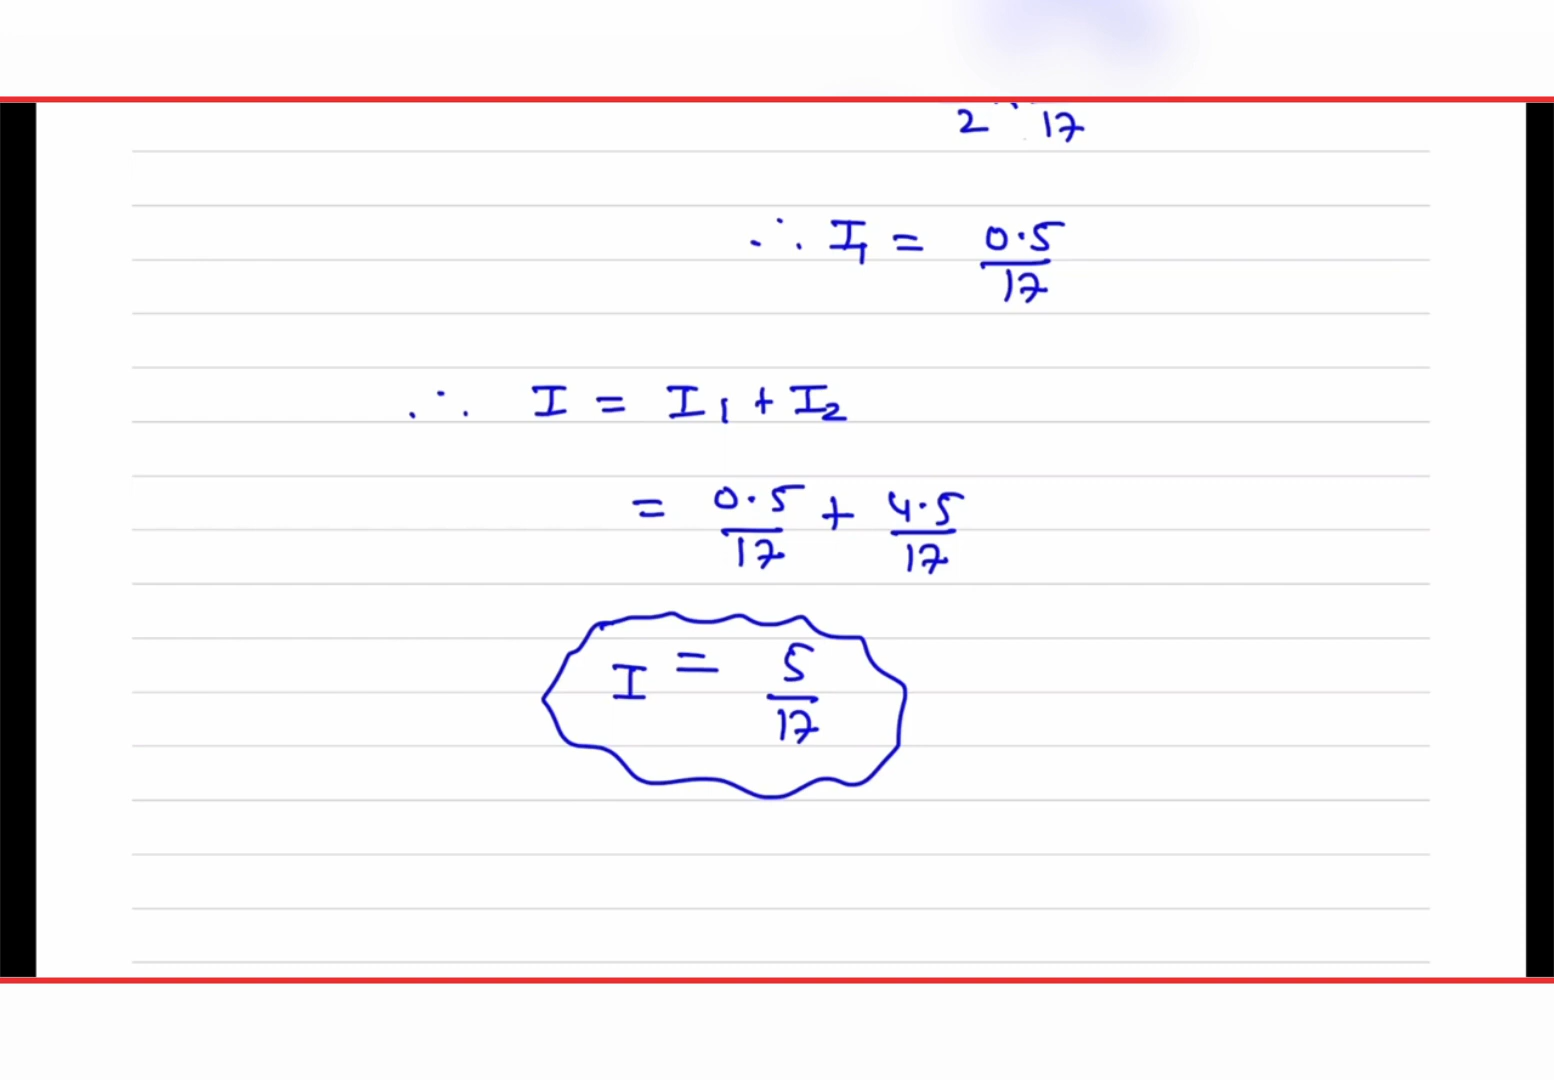 2 17
∴ I₁ = 0.5/17
∴ I = I₁ + I₂
= 0.5/17 + 4.5/17
I = 5/17